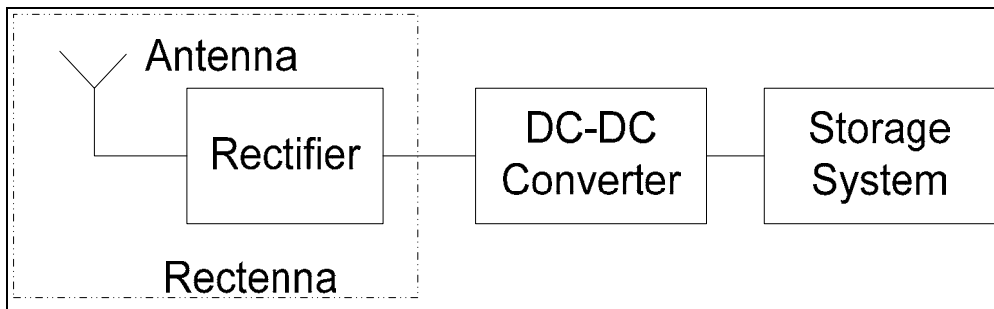 Antenna
Rectifier
DC-DC
Converter
Storage
System
Rectenna